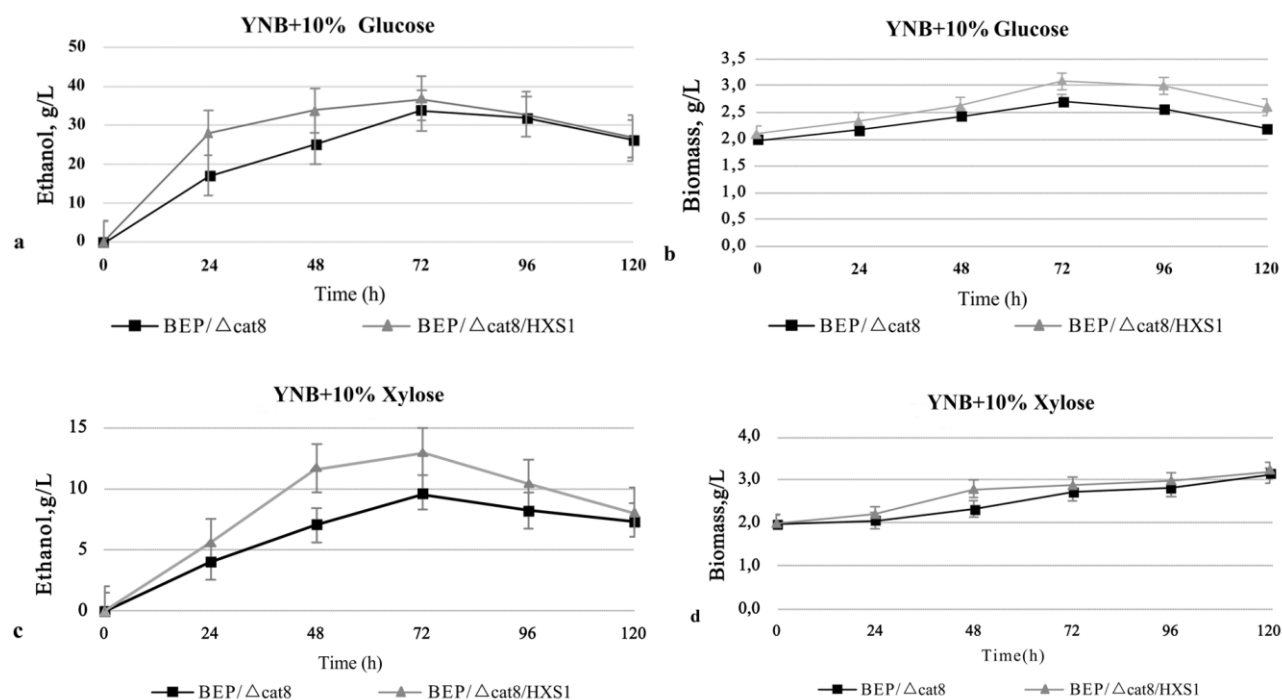 YNB+10% Glucose
50
40
30
20
10
0
Ethanol, g/L
a
0 24 48 72 96 120
Time (h)
BEP/△cat8 BEP/△cat8/HXS1
YNB+10% Glucose
3,5
3,0
2,5
2,0
1,5
1,0
0,5
0,0
Biomass, g/L
b
0 24 48 72 96 120
Time (h)
BEP/△cat8 BEP/△cat8/HXS1
YNB+10% Xylose
15
10
5
0
Ethanol,g/L
c
0 24 48 72 96 120
Time (h)
BEP/△cat8 BEP/△cat8/HXS1
YNB+10% Xylose
4,0
3,0
2,0
1,0
0,0
Biomass,g/L
d
0 24 48 72 96 120
Time(h)
BEP/△cat8 BEP/△cat8/HXS1